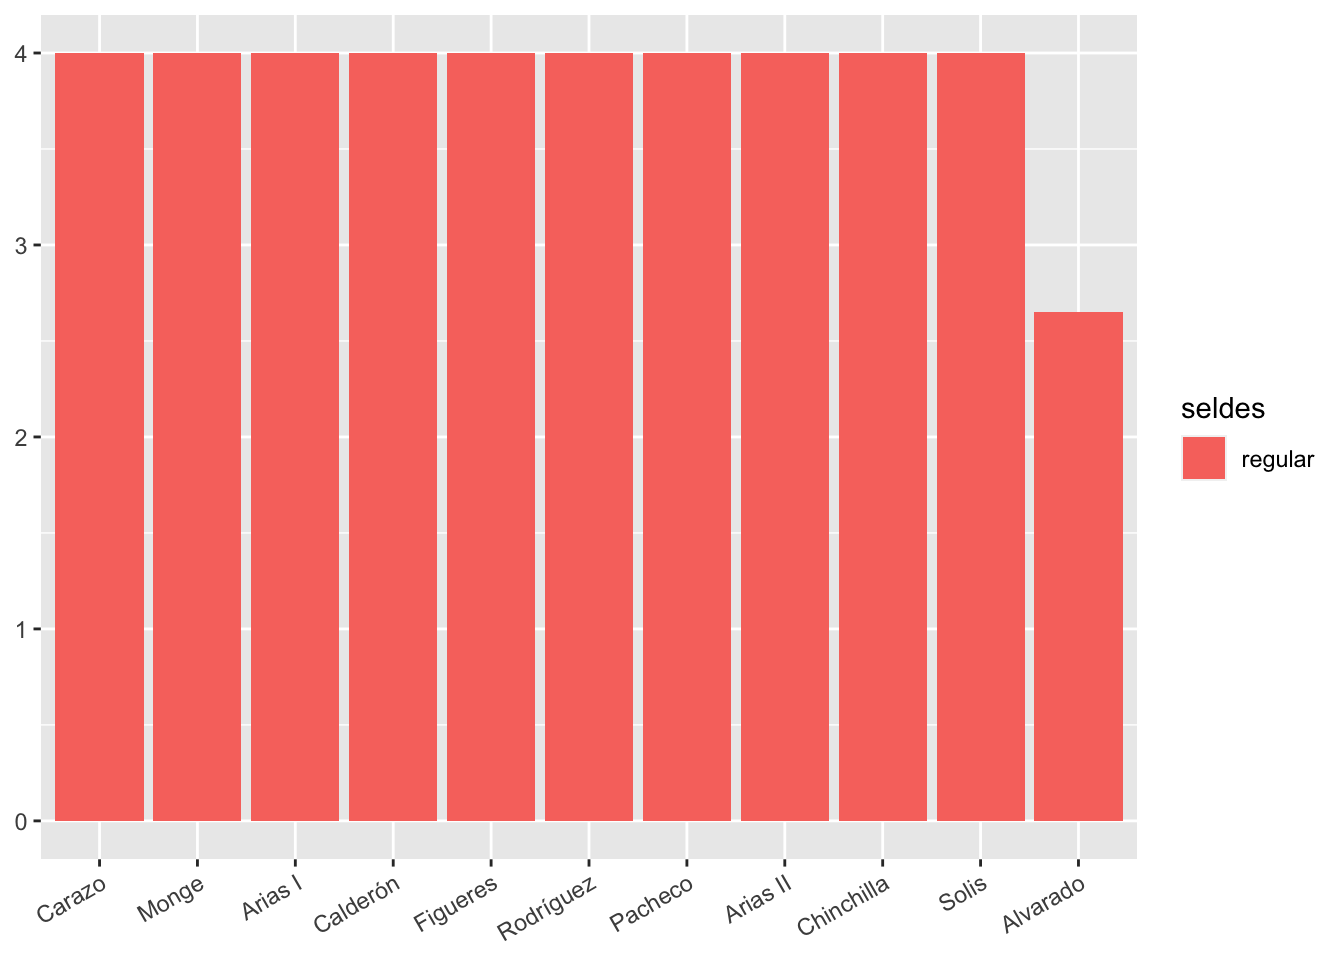 4
3
2
1
0
Carazo
Monge
Arias I
Calderón
Figueres
Rodríguez
Pacheco
Arias II
Chinchilla
Solis
Alvarado
seldes
regular